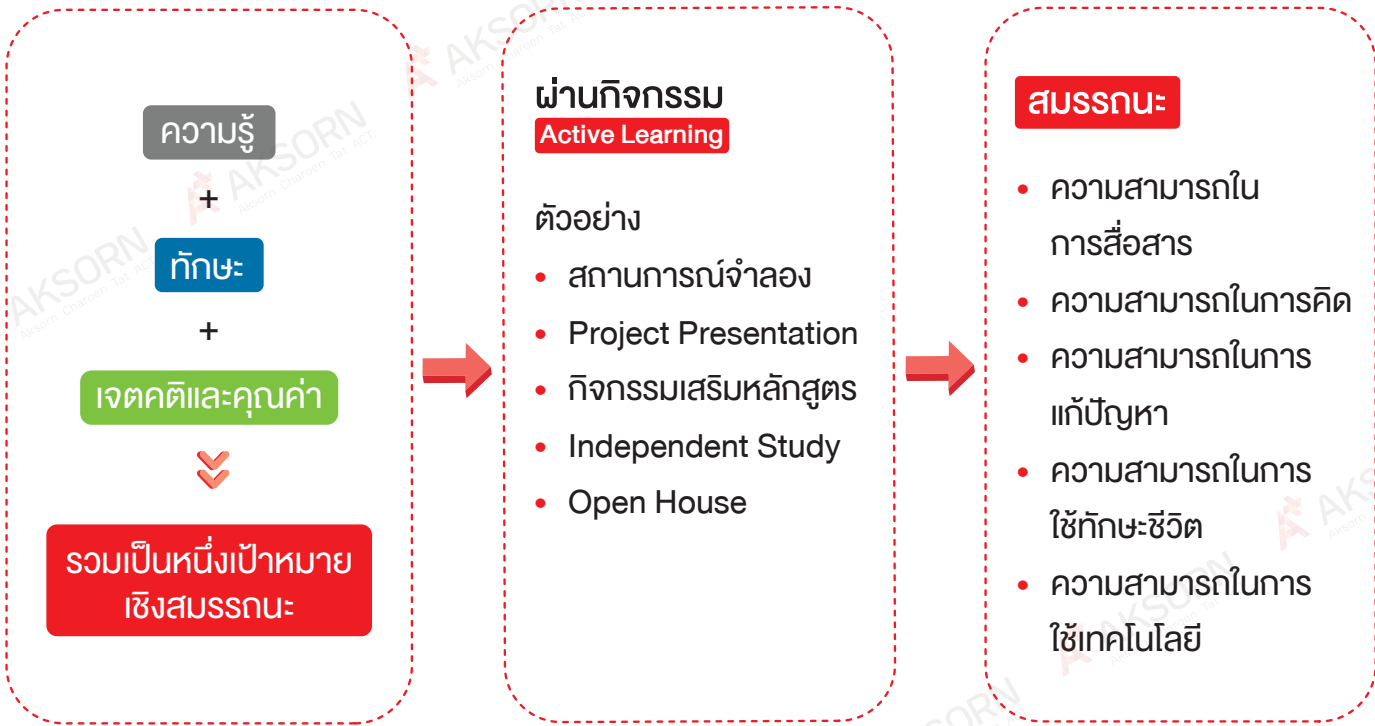 ความรู้
+
ทักษะ
+
เจตคติและคุณค่า
รวมเป็นหนึ่งเป้าหมาย
เชิงสมรรถนะ
ผ่านกิจกรรม
Active Learning
ตัวอย่าง
• สถานการณ์จำลอง
• Project Presentation
• กิจกรรมเสริมหลักสูตร
• Independent Study
• Open House
สมรรถนะ
• ความสามารถใน
การสื่อสาร
• ความสามารถในการคิด
• ความสามารถในการ
แก้ปัญหา
• ความสามารถในการ
ใช้ทักษะชีวิต
• ความสามารถในการ
ใช้เทคโนโลยี
AKSORN
Aksorn Charoen Tat ACT.